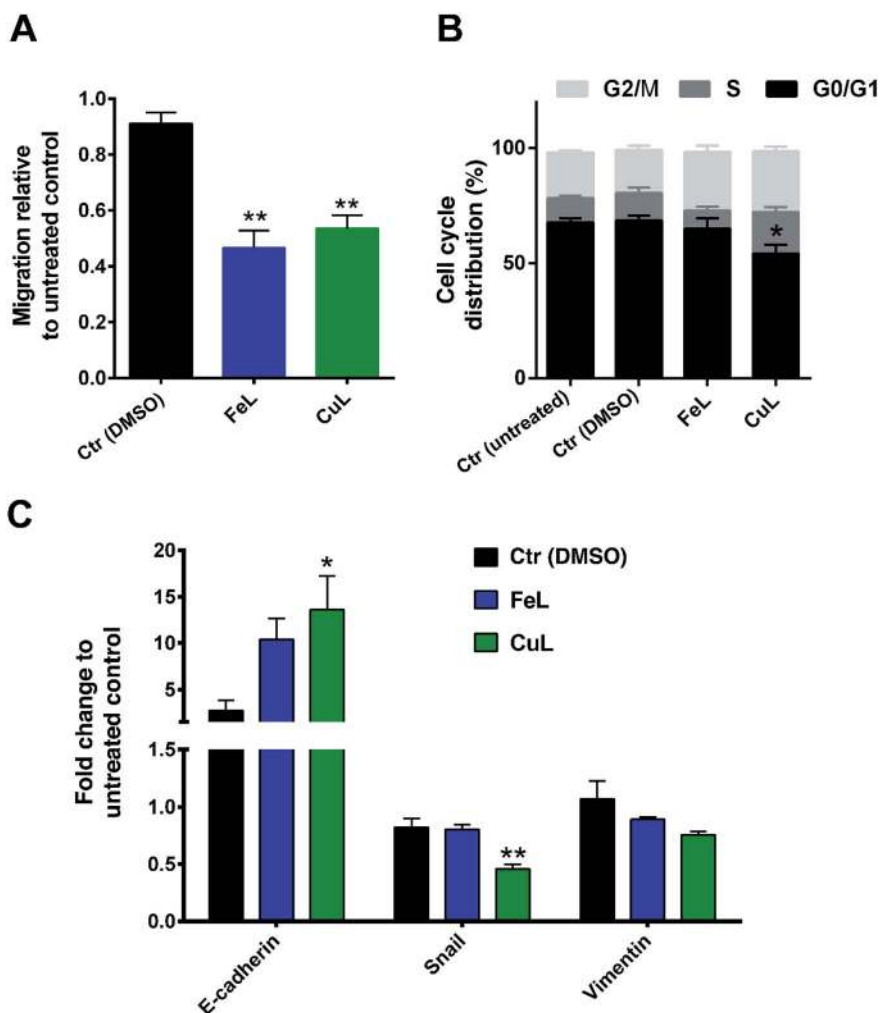 A
Migration relative
to untreated control
1.0
0.8
0.6
0.4
0.2
0.0
**
**
Ctr (DMSO)
FeL
CuL
B
G2/M
S
G0/G1
Cell cycle
distribution (%)
100
50
0
*
Ctr (untreated)
Ctr (DMSO)
FeL
CuL
C
Fold change to
untreated control
20
15
10
5
1.5
1.0
0.5
0.0
*
**
Ctr (DMSO)
FeL
CuL
E-cadherin
Snail
Vimentin